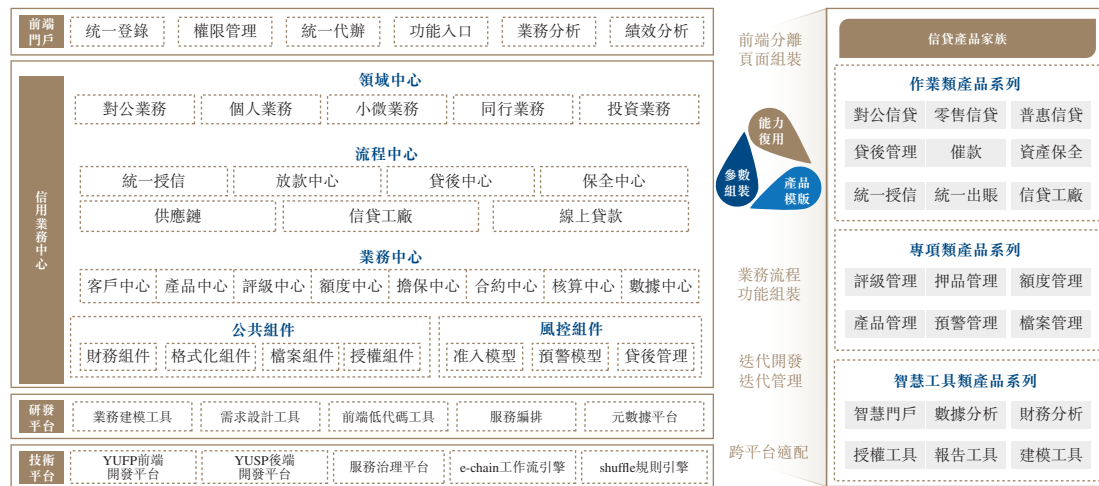 前端
門戶
统一登錄
權限管理
統一代辦
功能入口
業務分析
績效分析
信用業務中心
領域中心
對公業務
個人業務
小微業務
同行業務
投資業務
流程中心
統一授信
放款中心
貸後中心
保全中心
供應鏈
信貸工廠
線上貸款
業務中心
客戶中心
產品中心
評級中心
額度中心
擔保中心
合約中心
核算中心
數據中心
公共組件
財務組件
格式化組件
檔案組件
授權組件
風控組件
准入模型
預警模型
貸後管理
研發
平台
業務建模工具
需求設計工具
前端低代碼工具
服務編排
元數據平台
技術
平台
YUFP前端
開發平台
YUSP後端
開發平台
服務治理平台
e-chain工作流引擎
shuffle規則引擎
前端分離
頁面組裝
能力
復用
參數
組裝
產品
模版
業務流程
功能組裝
迭代開發
迭代管理
跨平台適配
信貸產品家族
作業類產品系列
對公信貸
零售信貸
普惠信貸
貸後管理
催款
資產保全
統一授信
統一出賬
信貸工廠
專項類產品系列
評級管理
押品管理
額度管理
產品管理
預警管理
檔案管理
智慧工具類產品系列
智慧門戶
數據分析
財務分析
授權工具
報告工具
建模工具